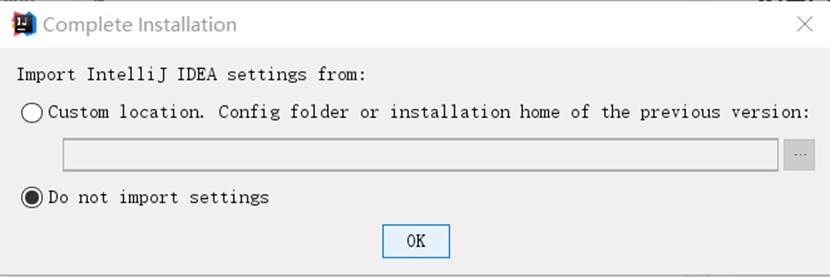 Complete Installation
Import IntelliJ IDEA settings from:
Custom location. Config folder or installation home of the previous version:
...
Do not import settings
OK